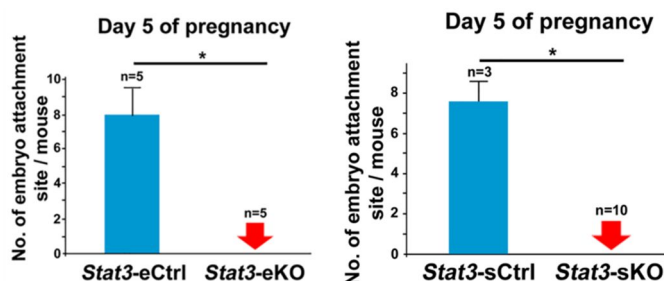 Day 5 of pregnancy
*
n=5
No. of embryo attachment
site / mouse
10
8
6
4
2
0
n=5
Stat3-eCtrl Stat3-eKO
Day 5 of pregnancy
*
n=3
No. of embryo attachment
site / mouse
8
6
4
2
0
n=10
Stat3-sCtrl Stat3-sKO